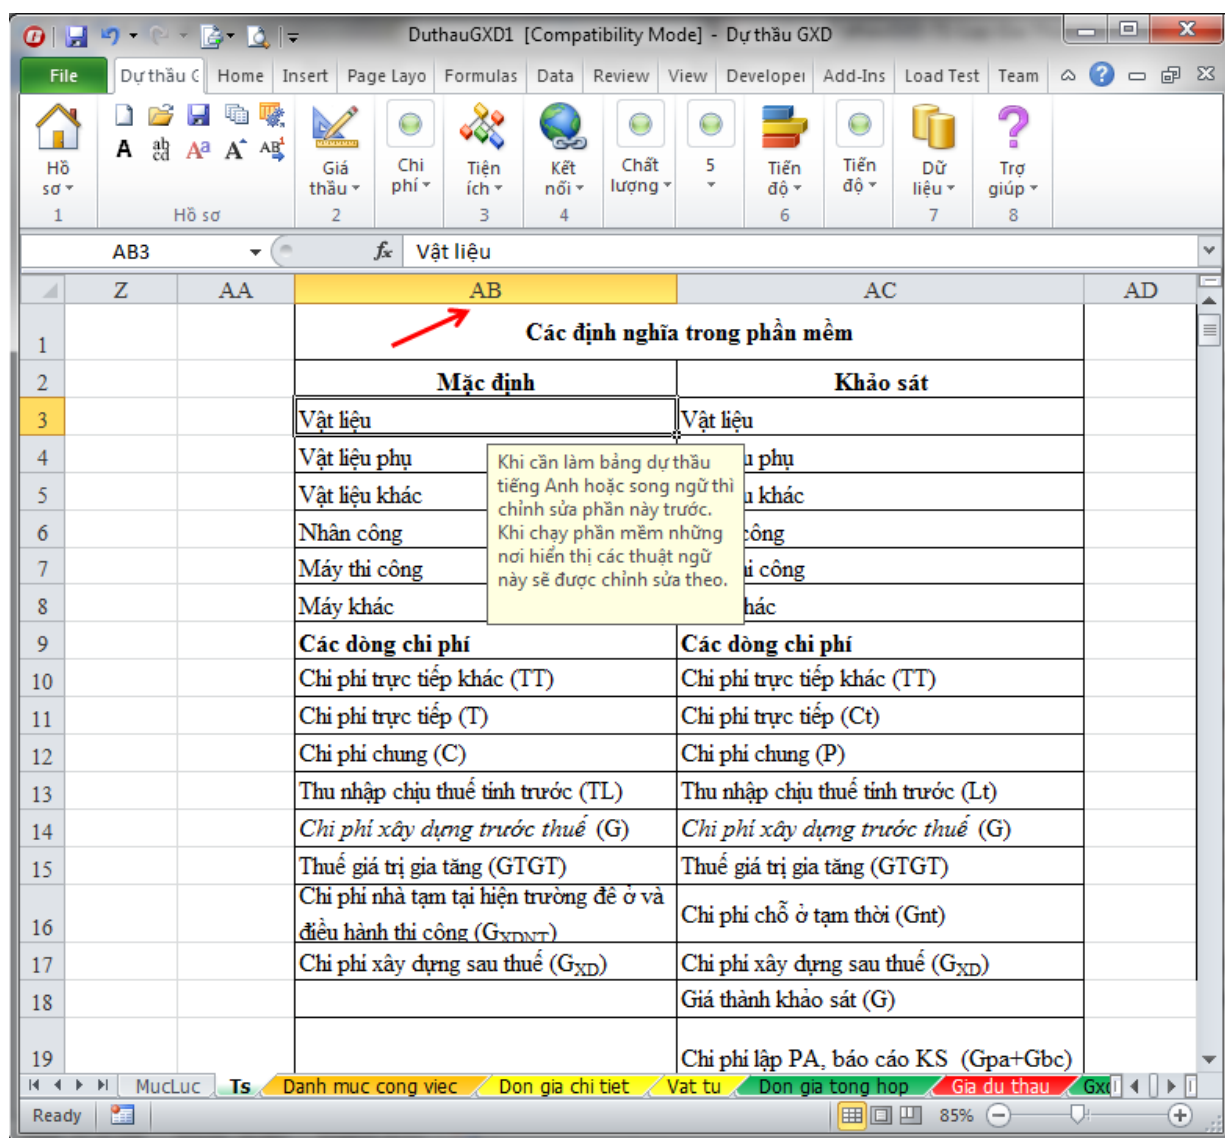 DuthauGXD1 [Compatibility Mode] - Dự thầu GXD
File Dự thầu G Home Insert Page Layo Formulas Data Review View Developer Add-Ins Load Test Team
Hồ sơ
A ab cd Aa A AB1
Giá thầu
Chi phí
Tiện ích
Kết nối
Chất lượng
5
Tiến độ
Tiến độ
Dữ liệu
Trợ giúp
1 Hồ sơ 2 3 4 6 7 8
AB3 fx Vật liệu
Z AA AB AC AD
1 Các định nghĩa trong phần mềm
2 Mặc định Khảo sát
3 Vật liệu Vật liệu
4 Vật liệu phụ u phụ
5 Vật liệu khác u khác
6 Nhân công công
7 Máy thi công i công
8 Máy khác hác
Khi cần làm bảng dự thầu
tiếng Anh hoặc song ngữ thì
chỉnh sửa phần này trước.
Khi chạy phần mềm những
nơi hiển thị các thuật ngữ
này sẽ được chỉnh sửa theo.
9 Các dòng chi phí Các dòng chi phí
10 Chi phí trực tiếp khác (TT) Chi phí trực tiếp khác (TT)
11 Chi phí trực tiếp (T) Chi phí trực tiếp (Ct)
12 Chi phí chung (C) Chi phí chung (P)
13 Thu nhập chịu thuế tính trước (TL) Thu nhập chịu thuế tính trước (Lt)
14 Chi phí xây dựng trước thuế (G) Chi phí xây dựng trước thuế (G)
15 Thuế giá trị gia tăng (GTGT) Thuế giá trị gia tăng (GTGT)
Chi phí nhà tạm tại hiện trường để ở và
16 điều hành thi công (GXDNT) Chi phí chỗ ở tạm thời (Gnt)
17 Chi phí xây dựng sau thuế (GXD) Chi phí xây dựng sau thuế (GXD)
18 Giá thành khảo sát (G)
19 Chi phí lập PA, báo cáo KS (Gpa+Gbc)
MucLuc Ts Danh muc cong viec Don gia chi tiet Vat tu Don gia tong hop Gia du thau Gxd
Ready 85%